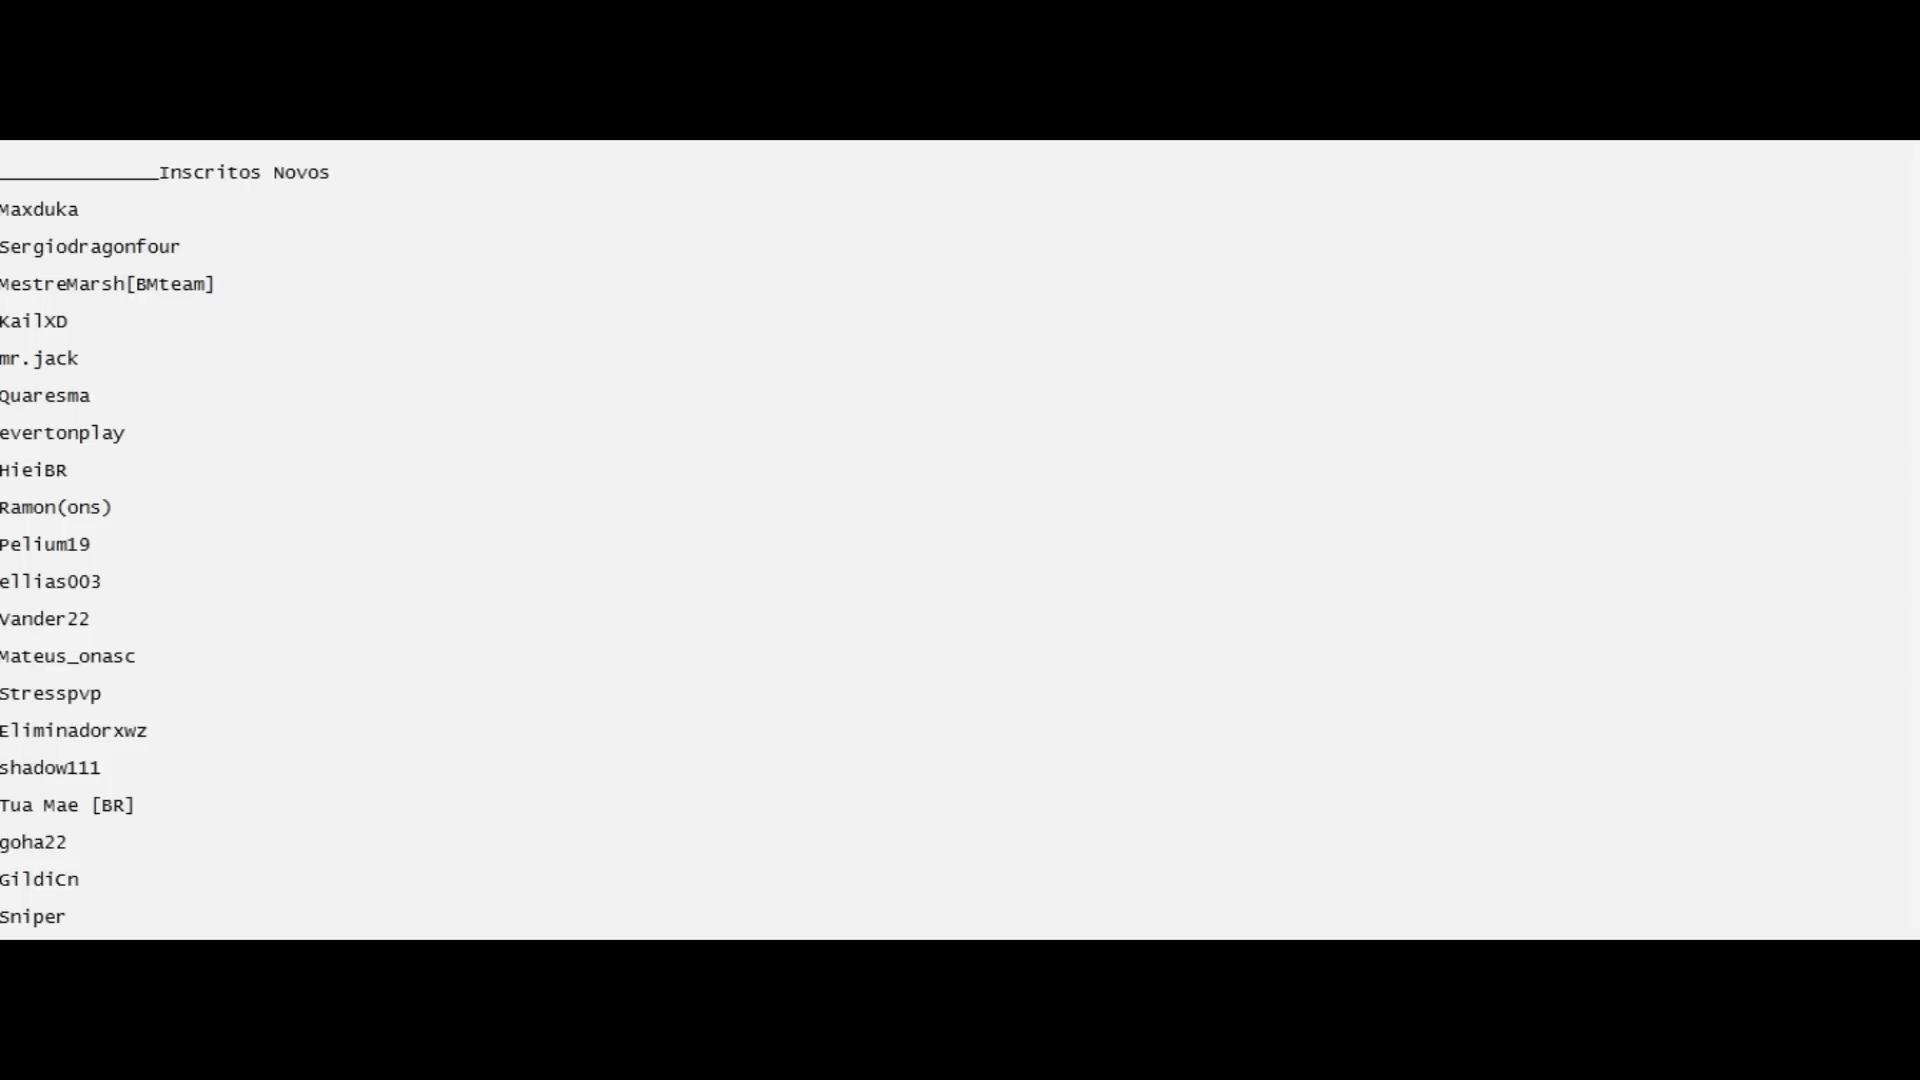 ______________Inscritos Novos
Maxduka
Sergiodragonfour
MestreMarsh[BMteam]
KailXD
mr.jack
Quaresma
evertonplay
HieiBR
Ramon(ons)
Pelium19
ellias003
Vander22
Mateus_onasc
Stresspvp
Eliminadorxwz
shadow111
Tua Mae [BR]
goha22
GildiCn
Sniper